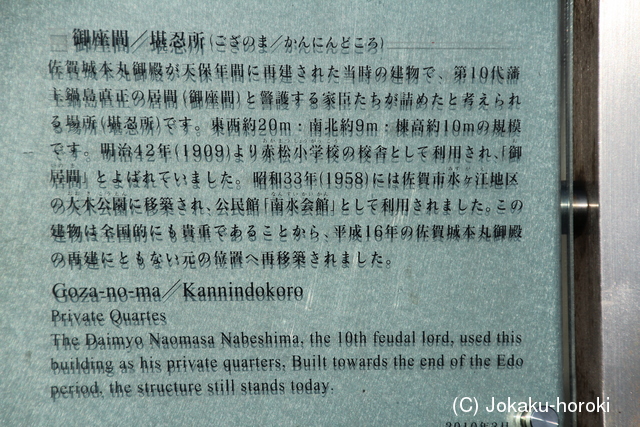 御座間／堪忍所(ござのま／かんにんどころ)
佐賀城本丸御殿が天保年間に再建された当時の建物で、第10代藩
主鍋島直正の居間(御座間)と警護する家臣たちが詰めたと考えられ
る場所(堪忍所)です。東西約20m：南北約9m：棟高約10mの規模
です。明治42年(1909)より赤松小学校の校舎として利用され、「御
居間」とよばれていました。昭和33年(1958)には佐賀市水ヶ江地区
の大木公園に移築され、公民館「南水会館」として利用されました。この
建物は全国的にも貴重であることから、平成16年の佐賀城本丸御殿
の再建にともない元の位置へ再移築されました。
Goza-no-ma／Kannindokoro
Private Quartes
The Daimyo Naomasa Nabeshima, the 10th feudal lord, used this
building as his private quarters. Built towards the end of the Edo
period, the structure still stands today.
(C) Jokaku-horoki
2010年3月